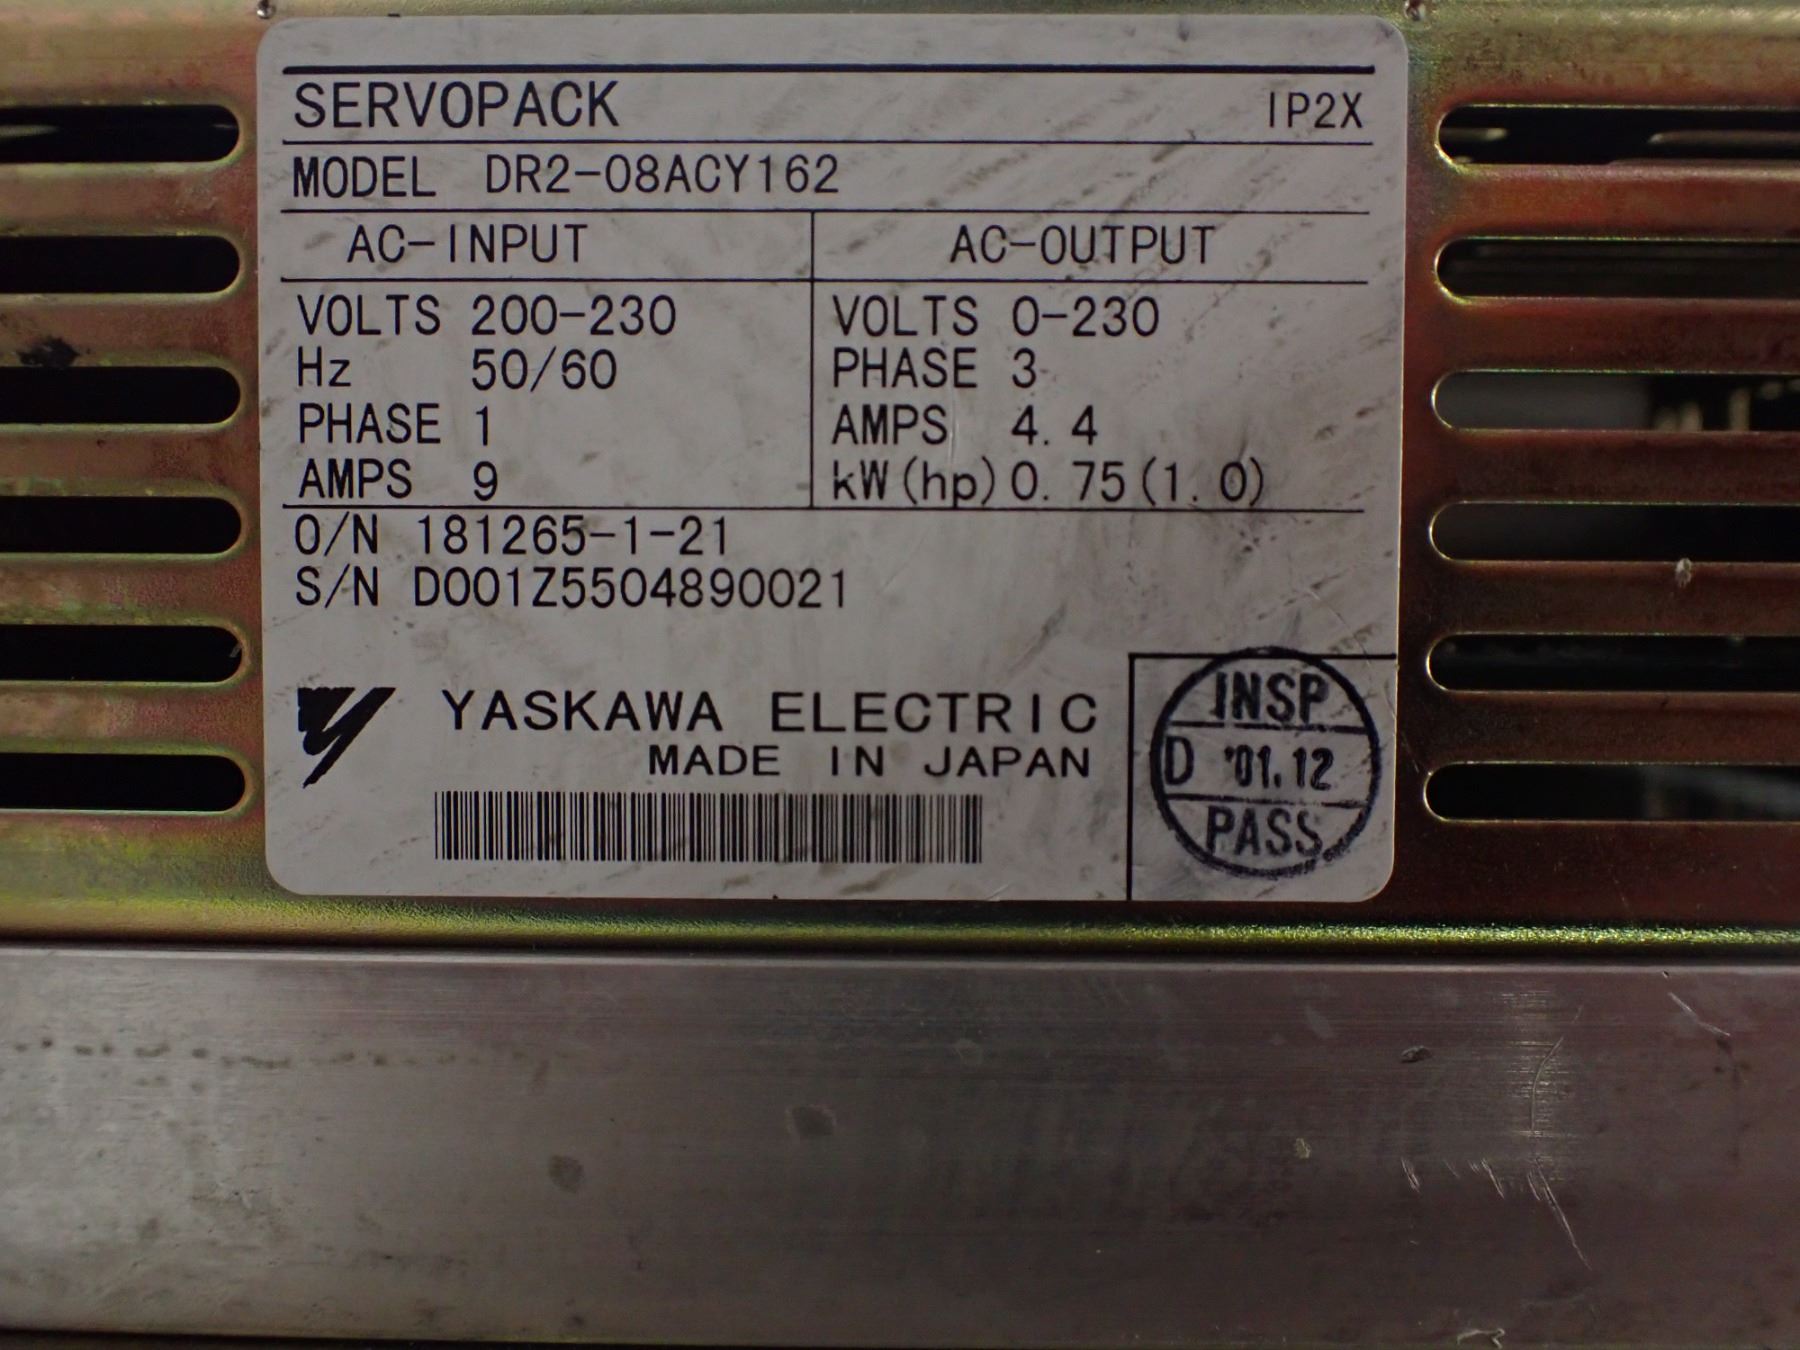 SERVOPACK IP2X
MODEL DR2-08ACY162
AC-INPUT AC-OUTPUT
VOLTS 200-230 VOLTS 0-230
Hz 50/60 PHASE 3
PHASE 1 AMPS 4.4
AMPS 9 kW(hp) 0.75(1.0)
O/N 181265-1-21
S/N D001Z5504890021
YASKAWA ELECTRIC
MADE IN JAPAN
INSP
D '01.12
PASS